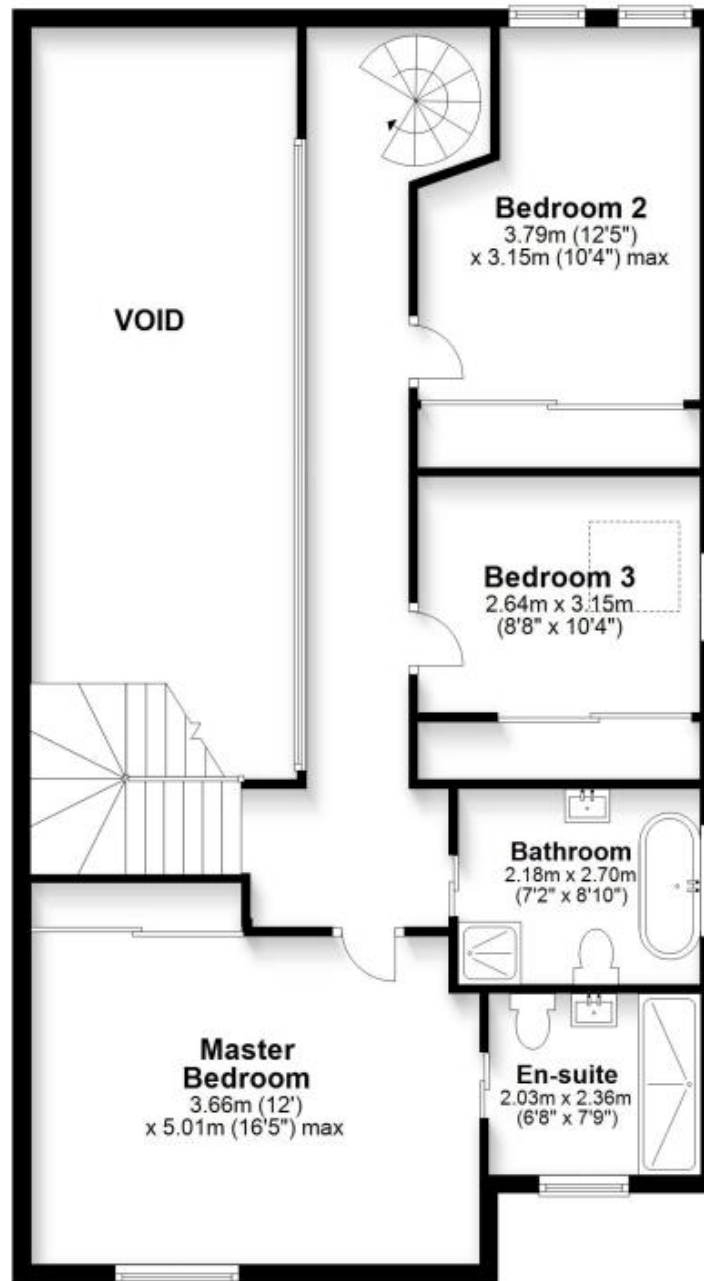 Bedroom 2
3.79m (12'5")
x 3.15m (10'4") max
VOID
Bedroom 3
2.64m x 3.15m
(8'8" x 10'4")
Bathroom
2.18m x 2.70m
(7'2" x 8'10")
Master
Bedroom
3.66m (12')
x 5.01m (16'5") max
En-suite
2.03m x 2.36m
(6'8" x 7'9")